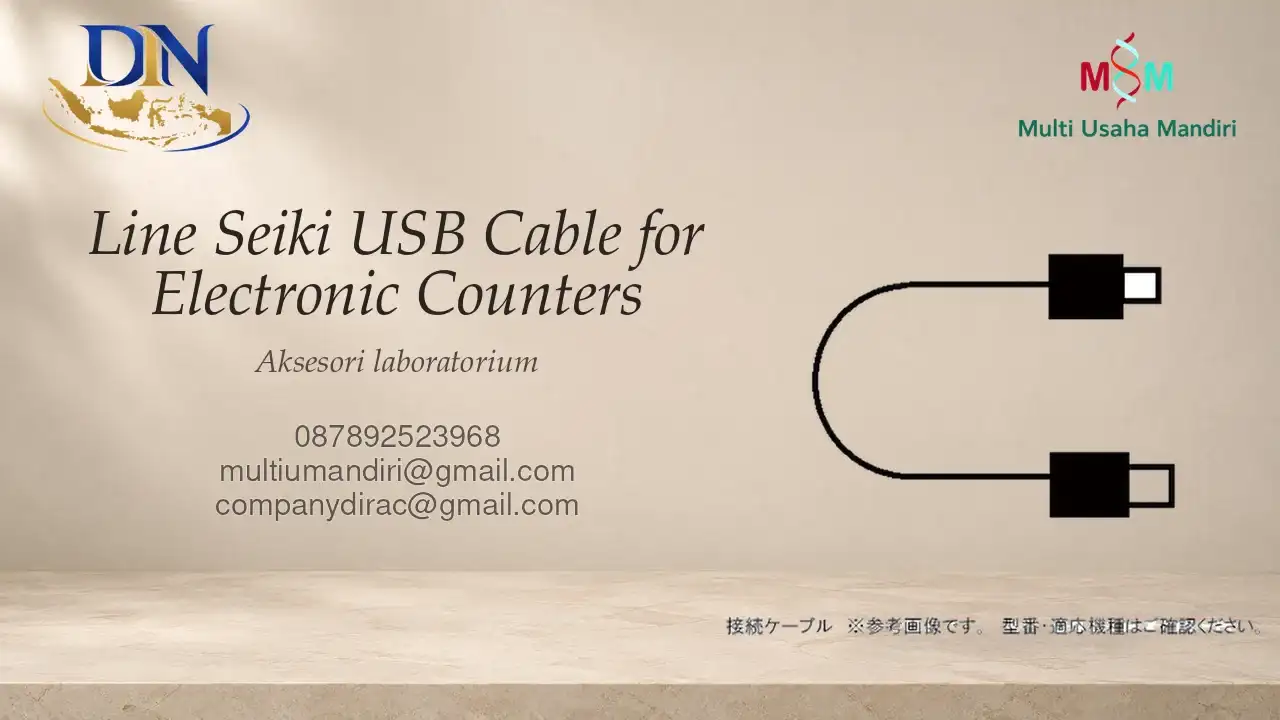 DN
MM
Multi Usaha Mandiri
Line Seiki USB Cable for
Electronic Counters
Aksesori laboratorium
087892523968
multiumandiri@gmail.com
companydirac@gmail.com
接続ケーブル ※参考画像です。 型番・適応機種はご確認ください。